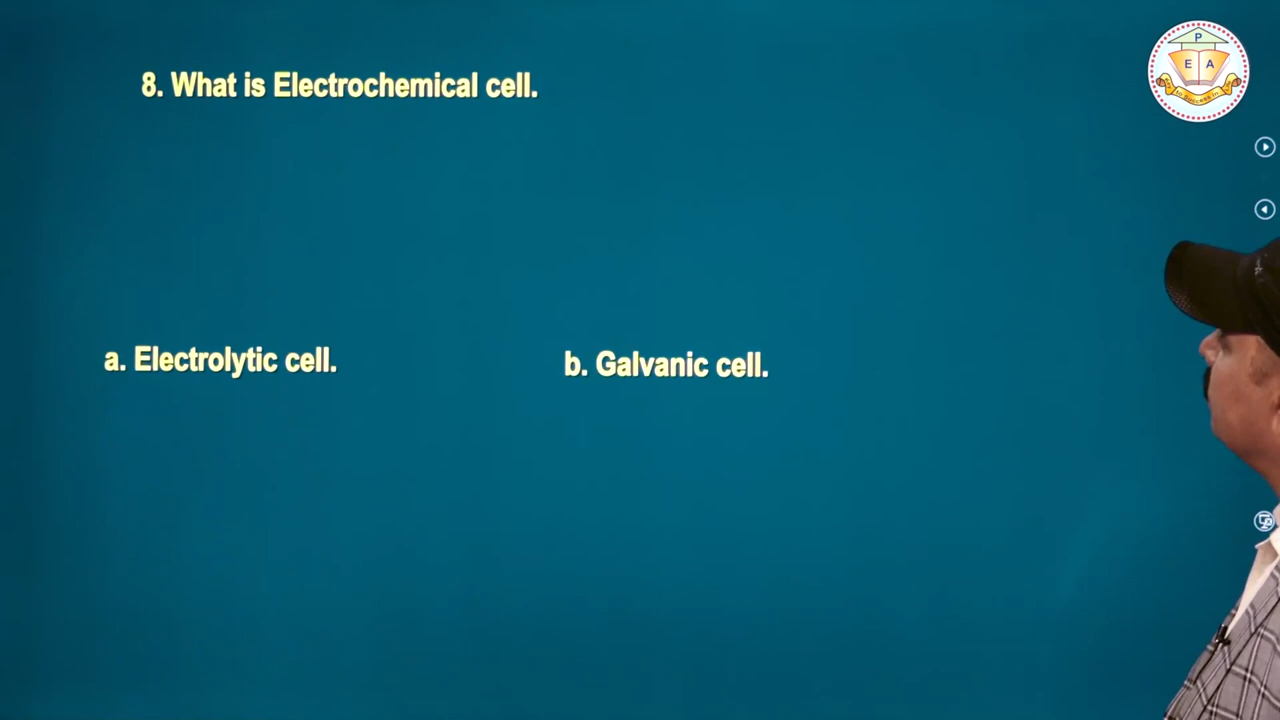 8. What is Electrochemical cell.
P
E A
a. Electrolytic cell.
b. Galvanic cell.